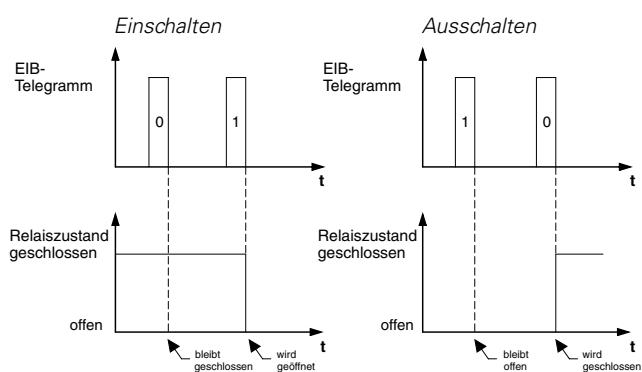 Einschalten
EIB-
Telegramm
0
1
t
Relaiszustand
geschlossen
offen
t
bleibt
geschlossen
wird
geöffnet
Ausschalten
EIB-
Telegramm
1
0
t
Relaiszustand
geschlossen
offen
t
bleibt
offen
wird
geschlossen